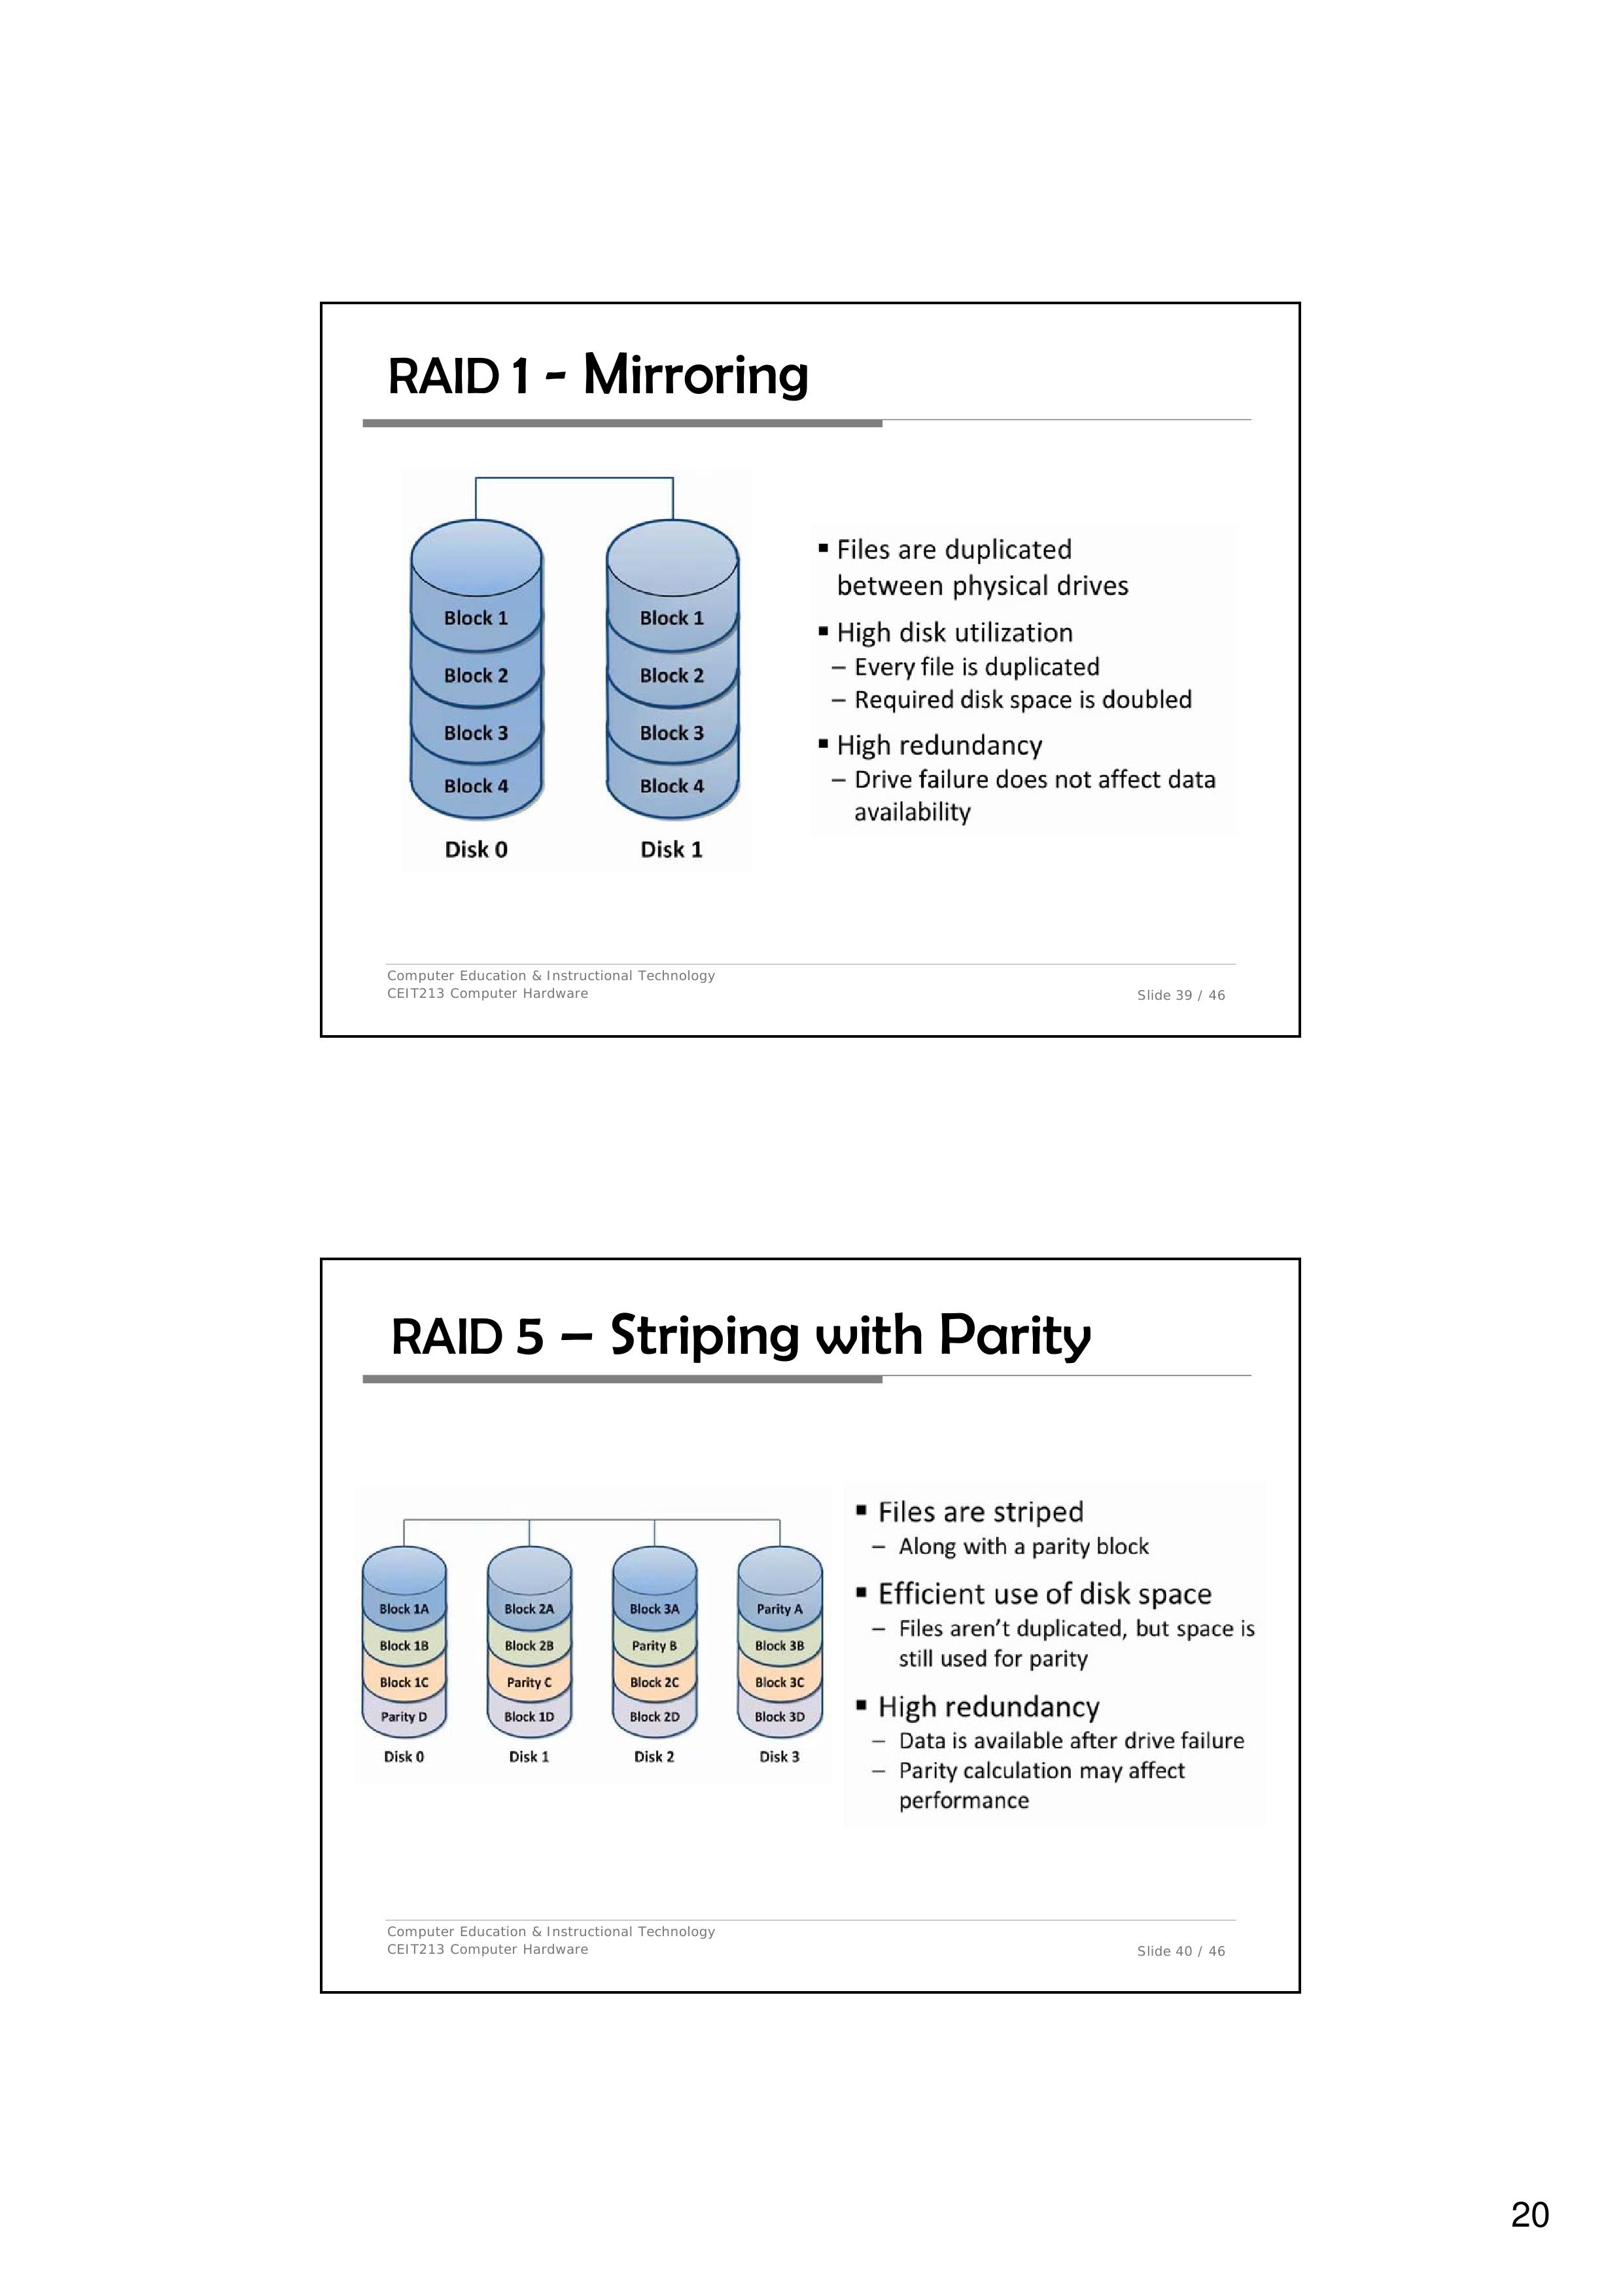 RAID 1 - Mirroring
Block 1
Block 2
Block 3
Block 4
Disk 0
Block 1
Block 2
Block 3
Block 4
Disk 1
▪ Files are duplicated
between physical drives
▪ High disk utilization
– Every file is duplicated
– Required disk space is doubled
▪ High redundancy
– Drive failure does not affect data
availability
Computer Education & Instructional Technology
CEIT213 Computer Hardware
Slide 39 / 46
RAID 5 – Striping with Parity
Block 1A
Block 1B
Block 1C
Parity D
Disk 0
Block 2A
Block 2B
Parity C
Block 1D
Disk 1
Block 3A
Parity B
Block 2C
Block 2D
Disk 2
Parity A
Block 3B
Block 3C
Block 3D
Disk 3
▪ Files are striped
– Along with a parity block
▪ Efficient use of disk space
– Files aren't duplicated, but space is
still used for parity
▪ High redundancy
– Data is available after drive failure
– Parity calculation may affect
performance
Computer Education & Instructional Technology
CEIT213 Computer Hardware
Slide 40 / 46
20